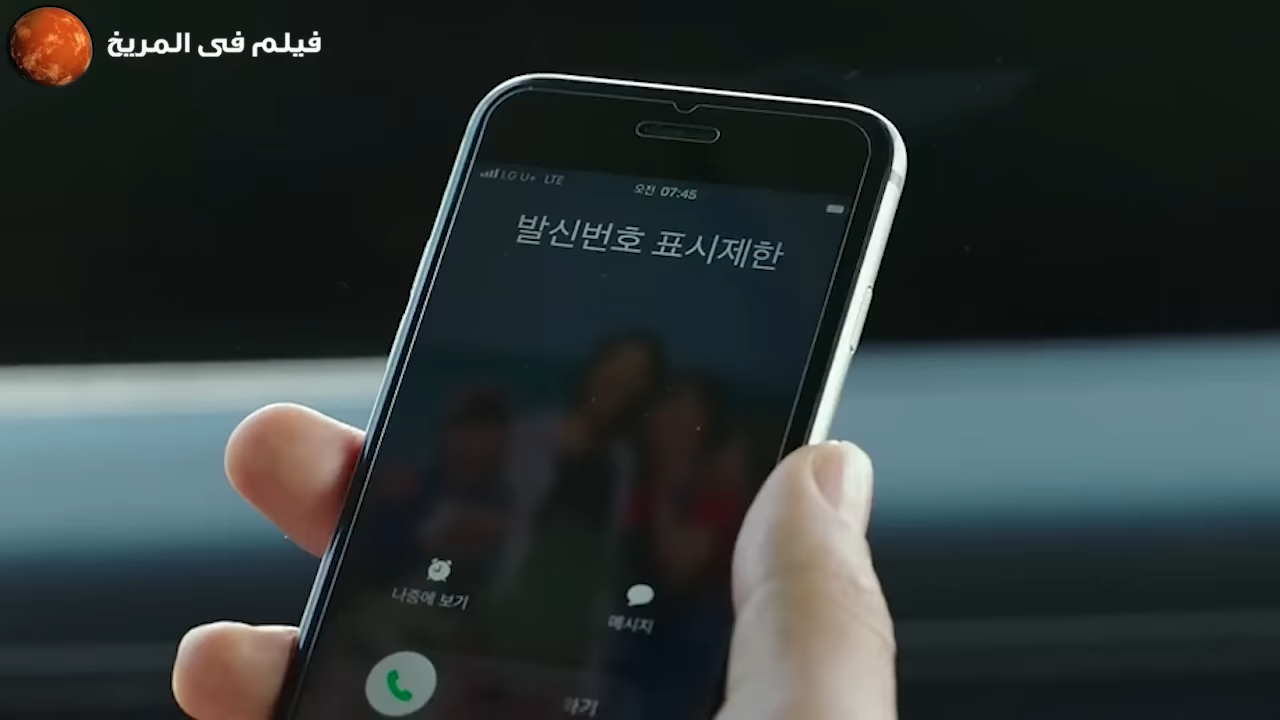 فيلم فى المريخ
LG U+ LTE
오전 07:45
발신번호 표시제한
나중에 보기
메시지